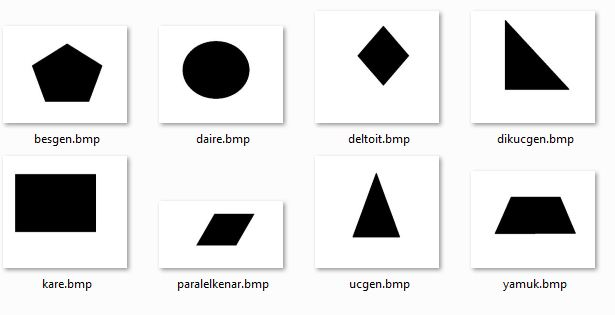 besgen.bmp
daire.bmp
deltoit.bmp
dikucgen.bmp
kare.bmp
paralelkenar.bmp
ucgen.bmp
yamuk.bmp